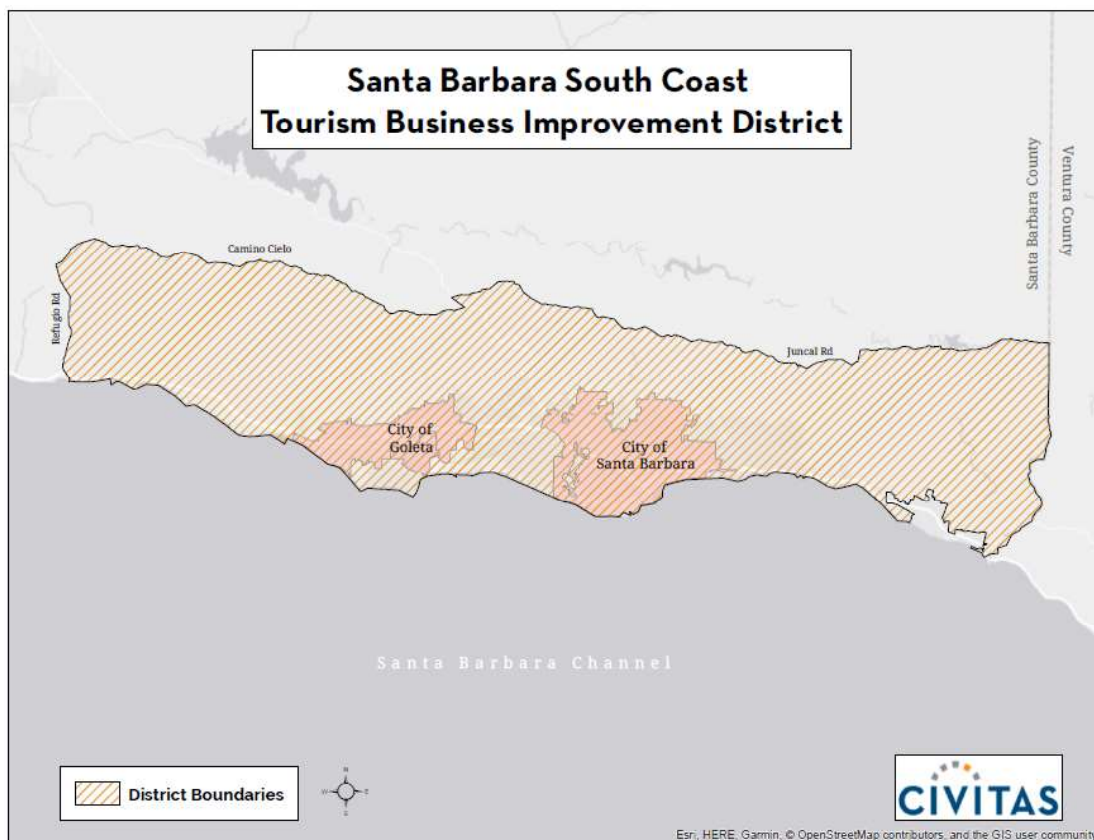 Santa Barbara South Coast
Tourism Business Improvement District
Santa Barbara County
Ventura County
Camino Cielo
Refugio Rd
Juncal Rd
City of
Goleta
City of
Santa Barbara
Santa Barbara Channel
District Boundaries
N
W
E
S
CIVITAS
Esri, HERE, Garmin, © OpenStreetMap contributors, and the GIS user community